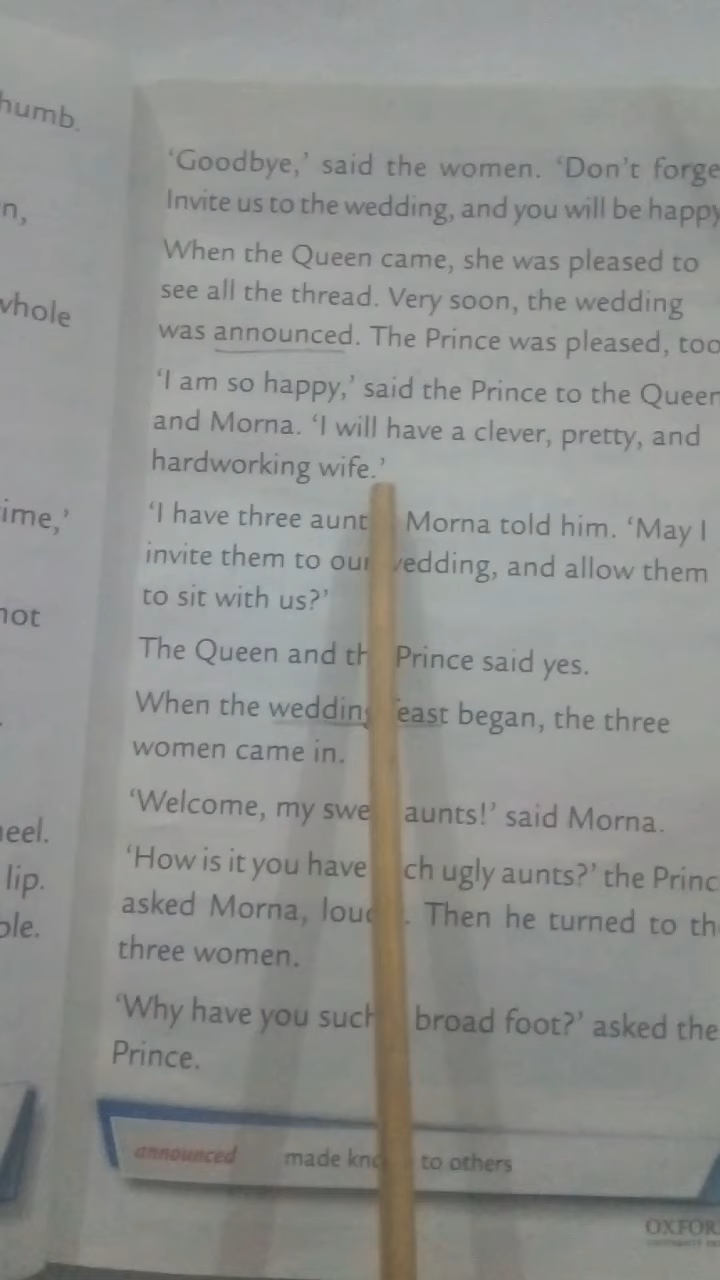 humb.
n,
whole
ime,'
not
eel.
lip.
ole.
'Goodbye,' said the women. 'Don't forge
Invite us to the wedding, and you will be happy
When the Queen came, she was pleased to
see all the thread. Very soon, the wedding
was announced. The Prince was pleased, too
'I am so happy,' said the Prince to the Queen
and Morna. 'I will have a clever, pretty, and
hardworking wife.'
'I have three aunt Morna told him. 'May I
invite them to our wedding, and allow them
to sit with us?'
The Queen and th Prince said yes.
When the wedding feast began, the three
women came in.
'Welcome, my swe aunts!' said Morna.
'How is it you have ch ugly aunts?' the Princ
asked Morna, loud . Then he turned to th
three women.
'Why have you such broad foot?' asked the
Prince.
announced made kno to others
OXFOR